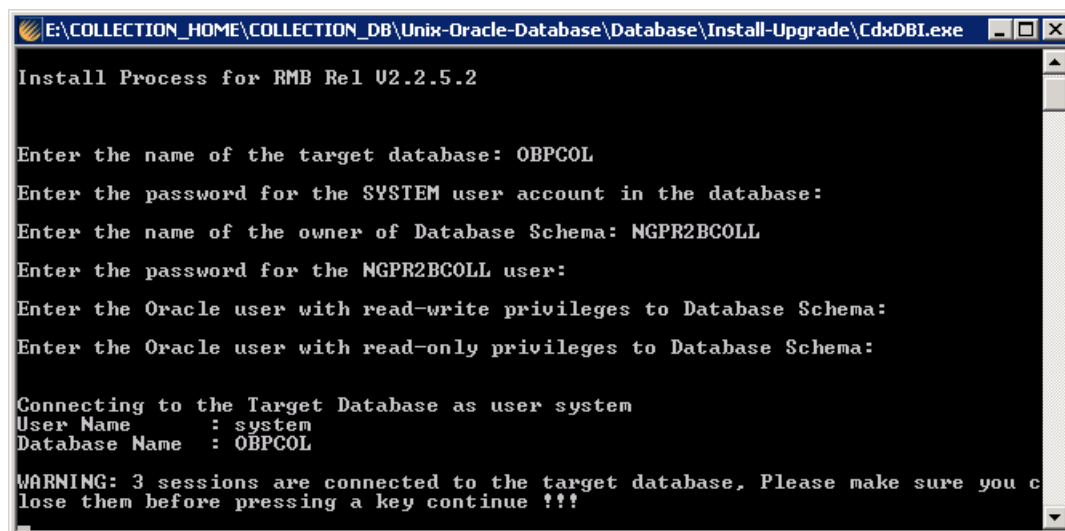 E:\COLLECTION_HOME\COLLECTION_DB\Unix-Oracle-Database\Database\Install-Upgrade\CdxDBI.exe
Install Process for RMB Rel V2.2.5.2
Enter the name of the target database: OBPCOL
Enter the password for the SYSTEM user account in the database:
Enter the name of the owner of Database Schema: NGPR2BCOLL
Enter the password for the NGPR2BCOLL user:
Enter the Oracle user with read-write privileges to Database Schema:
Enter the Oracle user with read-only privileges to Database Schema:
Connecting to the Target Database as user system
User Name : system
Database Name : OBPCOL
WARNING: 3 sessions are connected to the target database, Please make sure you c
lose them before pressing a key continue !!!